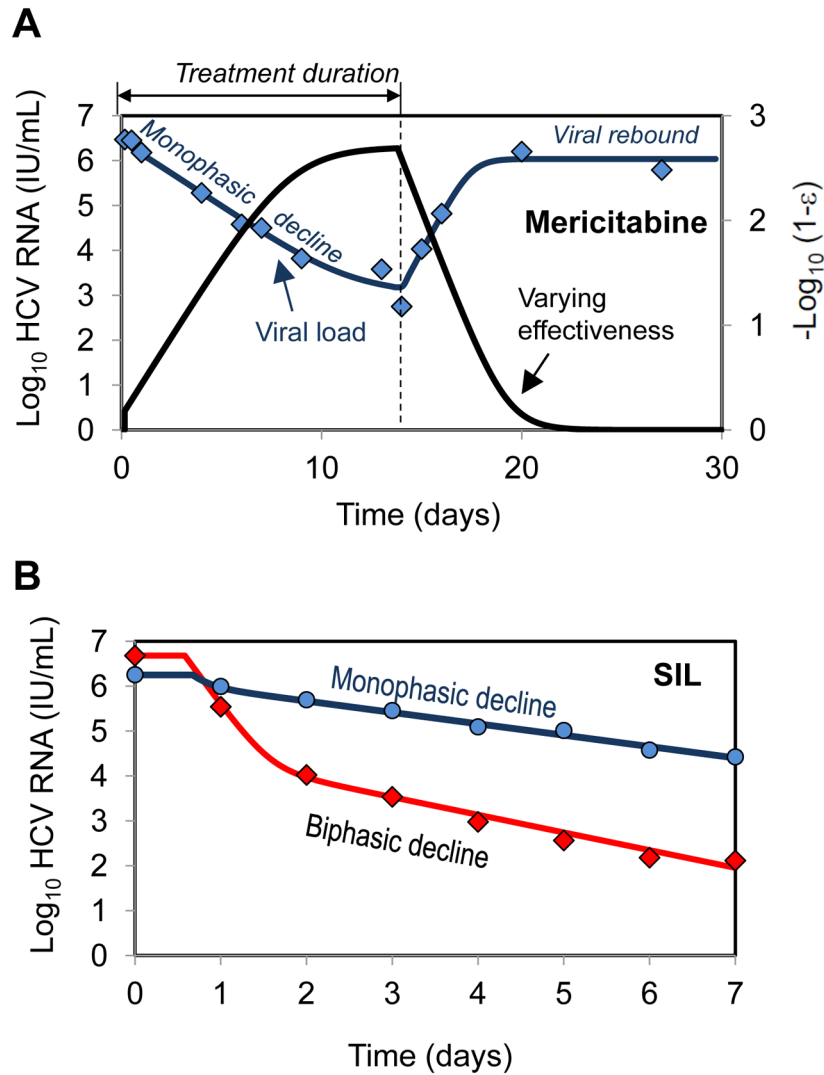 A
Treatment duration
Log10 HCV RNA (IU/mL)
7
6
5
4
3
2
1
0
Monophasic decline
Viral load
Viral rebound
Mericitabine
Varying
effectiveness
3
2
1
0
-Log10 (1-ε)
0 10 20 30
Time (days)
B
Log10 HCV RNA (IU/mL)
7
6
5
4
3
2
1
0
SIL
Monophasic decline
Biphasic decline
0 1 2 3 4 5 6 7
Time (days)